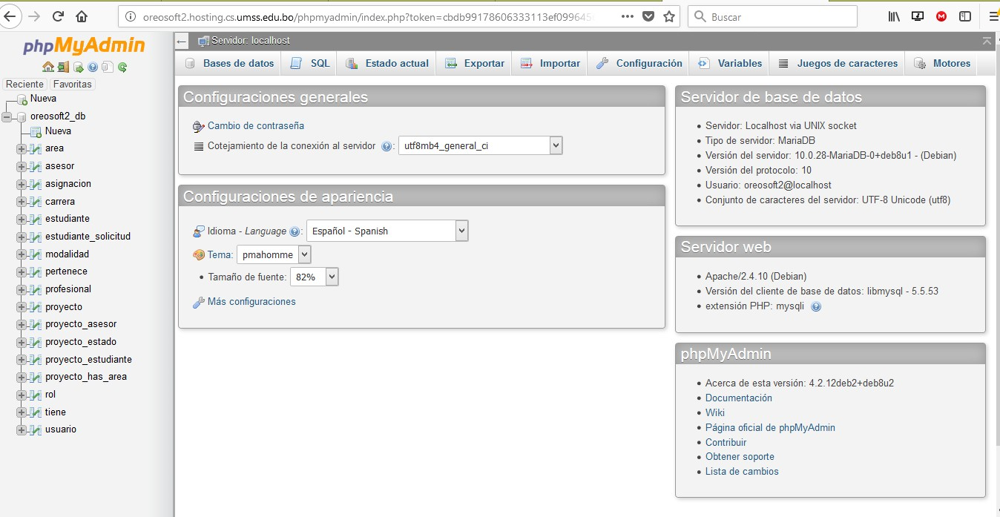 oreosoft2.hosting.cs.umss.edu.bo/phpmyadmin/index.php?token=cbdb99178606333113ef099645
Buscar
phpMyAdmin
Reciente Favoritas
Nueva
oreosoft2_db
Nueva
area
asesor
asignacion
carrera
estudiante
estudiante_solicitud
modalidad
pertenece
profesional
proyecto
proyecto_asesor
proyecto_estado
proyecto_estudiante
proyecto_has_area
rol
tiene
usuario
Servidor: localhost
Bases de datos SQL Estado actual Exportar Importar Configuración Variables Juegos de caracteres Motores
Configuraciones generales
Cambio de contraseña
Cotejamiento de la conexión al servidor : utf8mb4_general_ci
Configuraciones de apariencia
Idioma - Language : Español - Spanish
Tema: pmahomme
• Tamaño de fuente: 82%
Más configuraciones
Servidor de base de datos
• Servidor: Localhost via UNIX socket
• Tipo de servidor: MariaDB
• Versión del servidor: 10.0.28-MariaDB-0+deb8u1 - (Debian)
• Versión del protocolo: 10
• Usuario: oreosoft2@localhost
• Conjunto de caracteres del servidor: UTF-8 Unicode (utf8)
Servidor web
• Apache/2.4.10 (Debian)
• Versión del cliente de base de datos: libmysql - 5.5.53
• extensión PHP: mysqli
phpMyAdmin
• Acerca de esta versión: 4.2.12deb2+deb8u2
• Documentación
• Wiki
• Página oficial de phpMyAdmin
• Contribuir
• Obtener soporte
• Lista de cambios